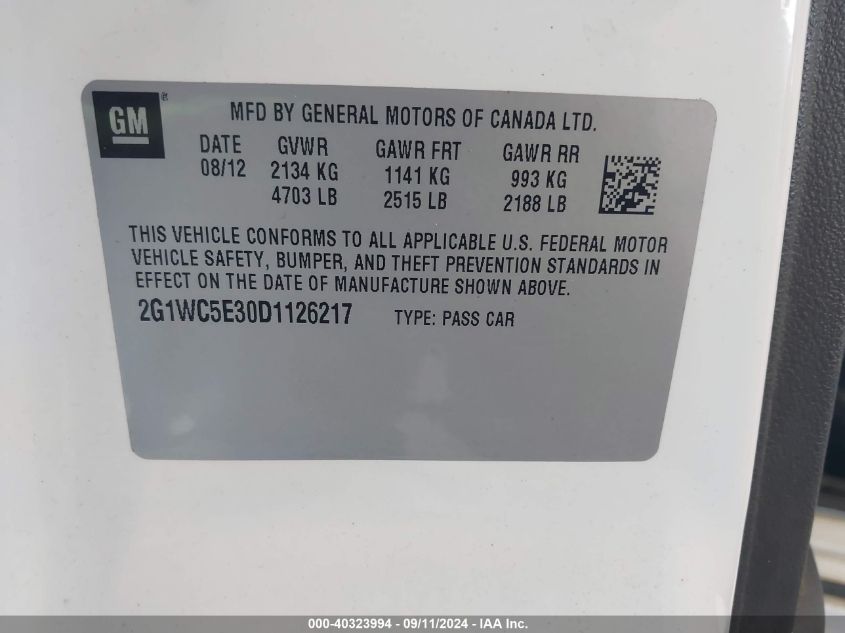 GM ®
MFD BY GENERAL MOTORS OF CANADA LTD.
DATE GVWR GAWR FRT GAWR RR
08/12 2134 KG 1141 KG 993 KG
4703 LB 2515 LB 2188 LB
THIS VEHICLE CONFORMS TO ALL APPLICABLE U.S. FEDERAL MOTOR
VEHICLE SAFETY, BUMPER, AND THEFT PREVENTION STANDARDS IN
EFFECT ON THE DATE OF MANUFACTURE SHOWN ABOVE.
2G1WC5E30D1126217 TYPE: PASS CAR
000-40323994 - 09/11/2024 - IAA Inc.